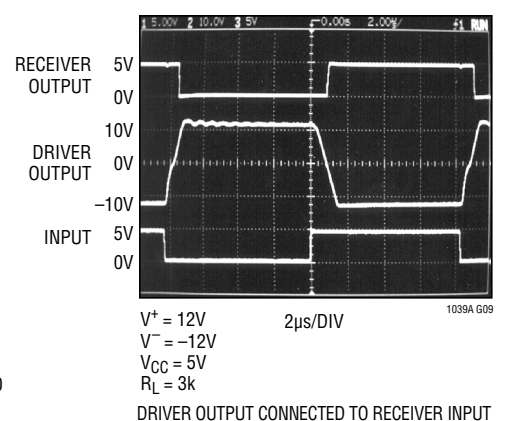 1 5.00V 2 10.0V 3 5V -0.00s 2.00µ/ 1 RUN
RECEIVER OUTPUT
5V
0V
DRIVER OUTPUT
10V
0V
–10V
INPUT
5V
0V
1039A G09
V+ = 12V
V– = –12V
VCC = 5V
RL = 3k
2µs/DIV
DRIVER OUTPUT CONNECTED TO RECEIVER INPUT